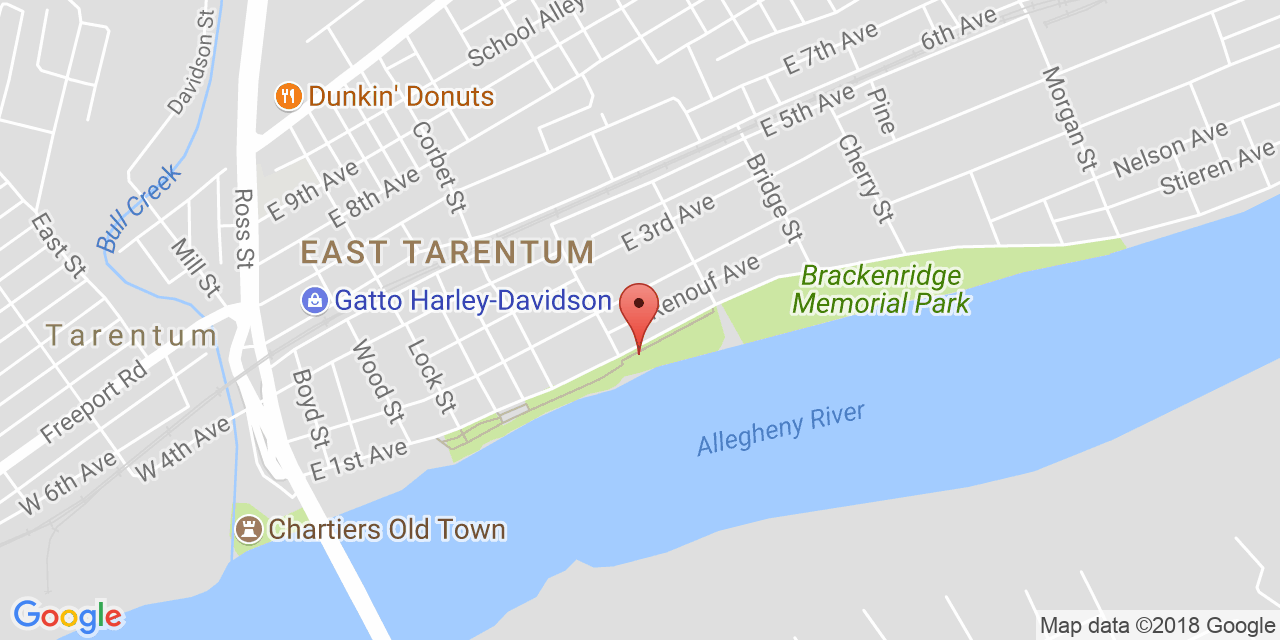 School Alley
6th Ave
E 7th Ave
Davidson St
Dunkin' Donuts
E 5th Ave
Pine
Morgan St
Corbet St
Cherry St
Nelson Ave
Stieren Ave
Bridge St
E 9th Ave
E 8th Ave
Bull Creek
Ross St
East St
Mill St
E 3rd Ave
EAST TARENTUM
Renouf Ave
Brackenridge
Memorial Park
Gatto Harley-Davidson
Tarentum
Freeport Rd
Wood St
Lock St
Boyd St
W 4th Ave
W 6th Ave
E 1st Ave
Allegheny River
Chartiers Old Town
Google
Map data ©2018 Google